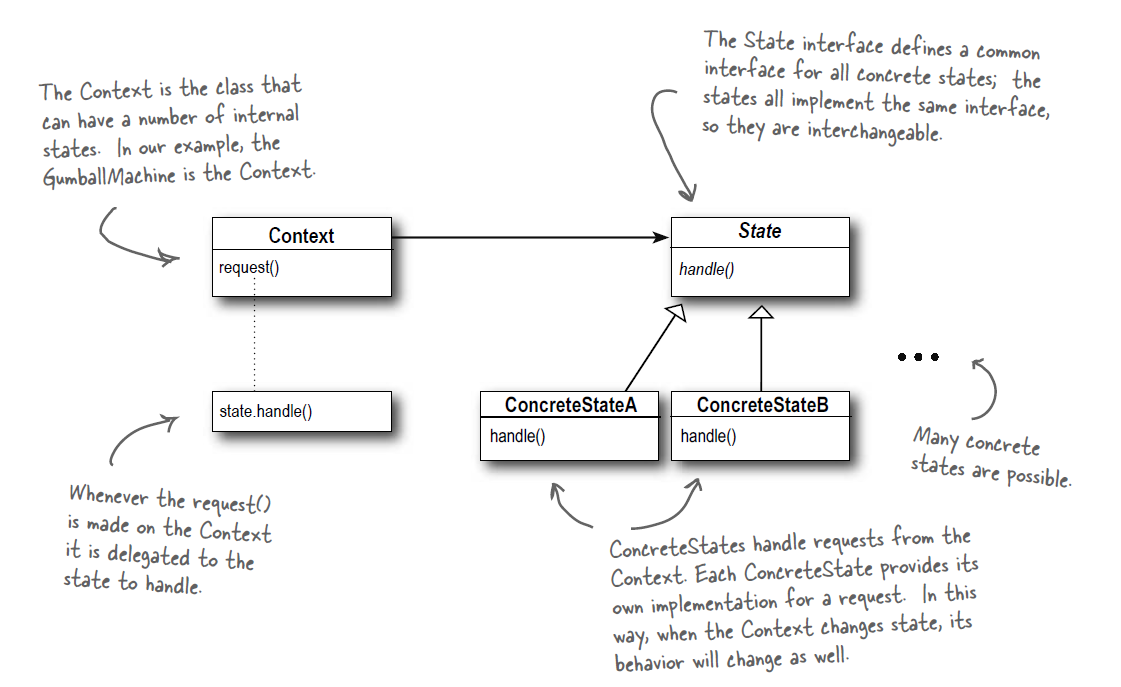 The State interface defines a common
interface for all concrete states; the
states all implement the same interface,
so they are interchangeable.
The Context is the class that
can have a number of internal
states. In our example, the
GumballMachine is the Context.
Context
request()
State
handle()
state.handle()
ConcreteStateA
handle()
ConcreteStateB
handle()
Many concrete
states are possible.
Whenever the request()
is made on the Context
it is delegated to the
state to handle.
ConcreteStates handle requests from the
Context. Each ConcreteState provides its
own implementation for a request. In this
way, when the Context changes state, its
behavior will change as well.